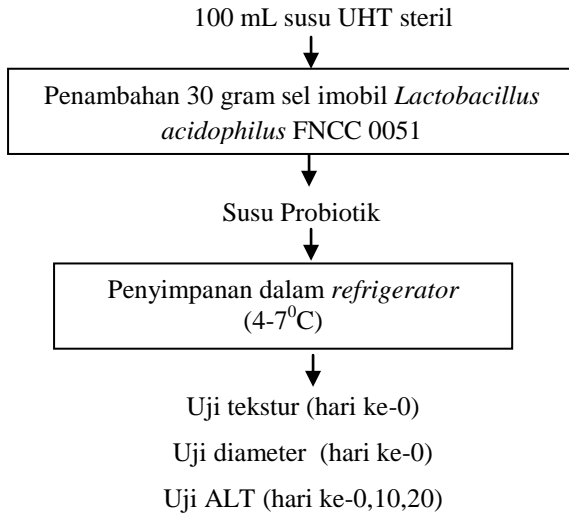 100 mL susu UHT steril
Penambahan 30 gram sel imobil Lactobacillus
acidophilus FNCC 0051
Susu Probiotik
Penyimpanan dalam refrigerator
(4-7⁰C)
Uji tekstur (hari ke-0)
Uji diameter (hari ke-0)
Uji ALT (hari ke-0,10,20)